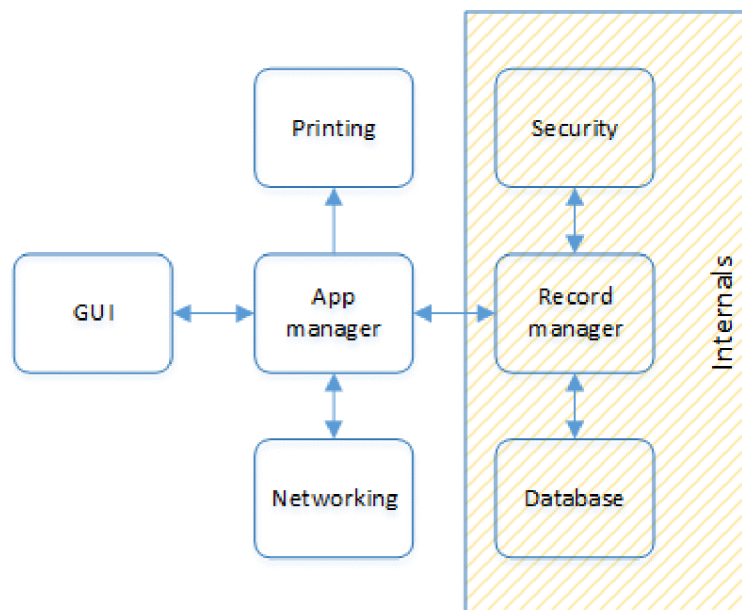 Printing
Security
GUI
App
manager
Record
manager
Internals
Networking
Database